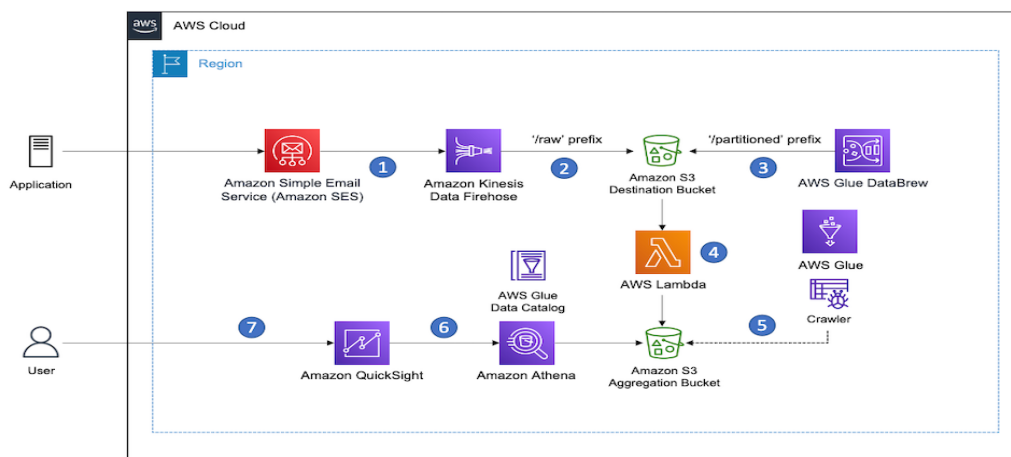 aws
AWS Cloud
Region
'/raw' prefix
'/partitioned' prefix
1
2
3
Application
Amazon Simple Email
Service (Amazon SES)
Amazon Kinesis
Data Firehose
Amazon S3
Destination Bucket
AWS Glue DataBrew
4
AWS Lambda
AWS Glue
AWS Glue
Data Catalog
Crawler
7
6
5
User
Amazon QuickSight
Amazon Athena
Amazon S3
Aggregation Bucket